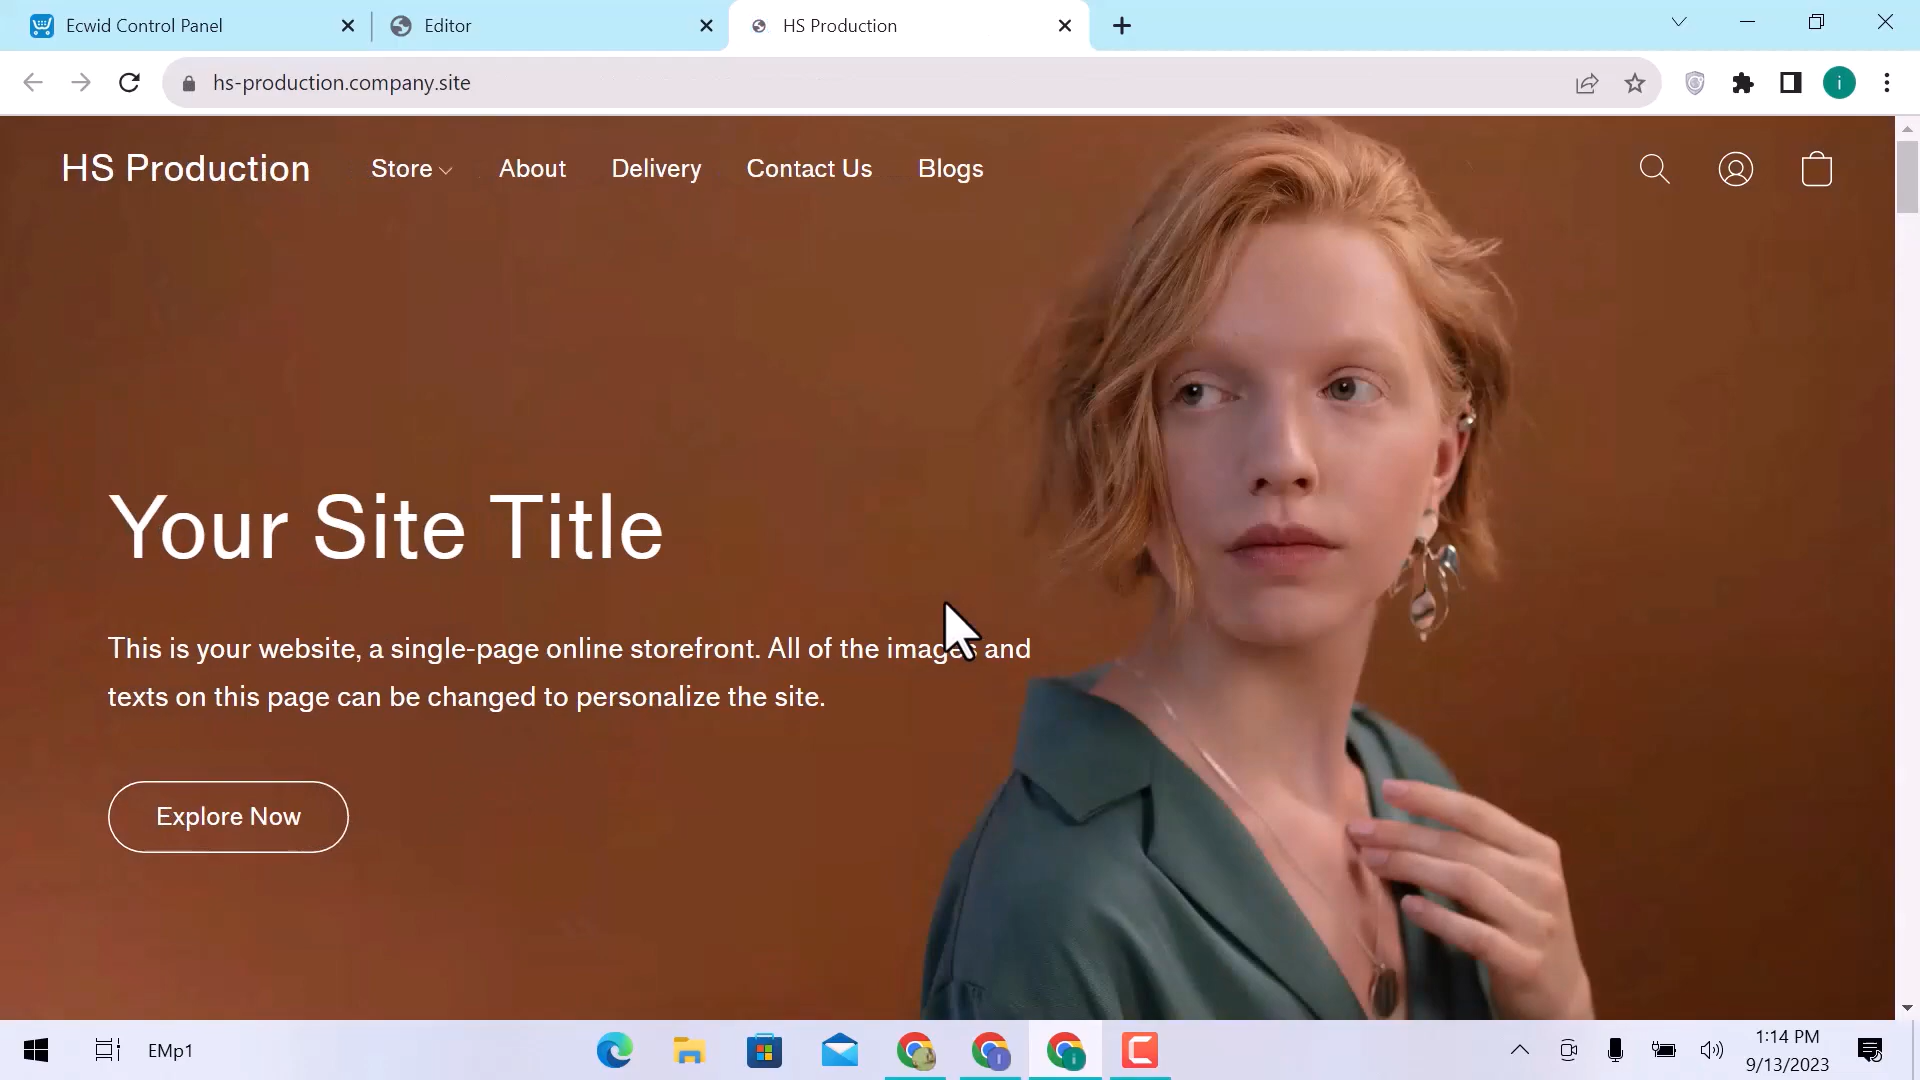 Ecwid Control Panel
Editor
HS Production
hs-production.company.site
i
HS Production
Store
About
Delivery
Contact Us
Blogs
Your Site Title
This is your website, a single-page online storefront. All of the images and
texts on this page can be changed to personalize the site.
Explore Now
EMp1
1:14 PM
9/13/2023